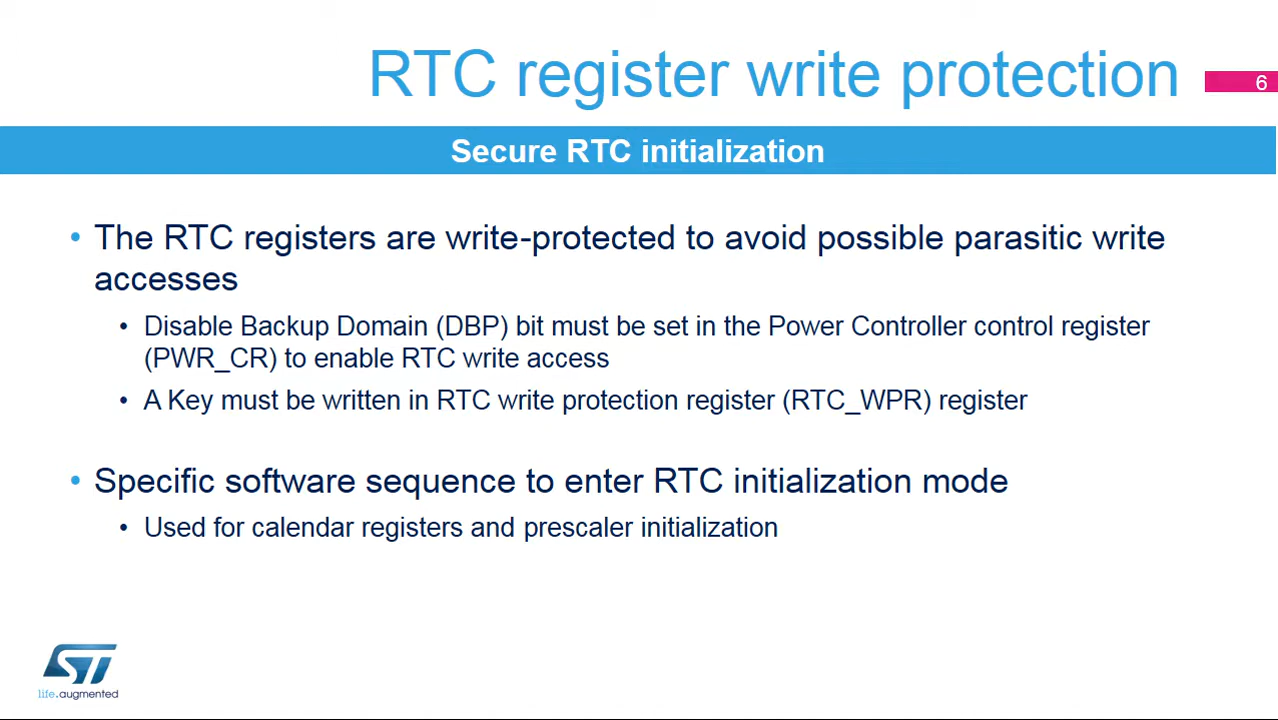 RTC register write protection
6
Secure RTC initialization
• The RTC registers are write-protected to avoid possible parasitic write
accesses
• Disable Backup Domain (DBP) bit must be set in the Power Controller control register
(PWR_CR) to enable RTC write access
• A Key must be written in RTC write protection register (RTC_WPR) register
• Specific software sequence to enter RTC initialization mode
• Used for calendar registers and prescaler initialization
ST
life.augmented